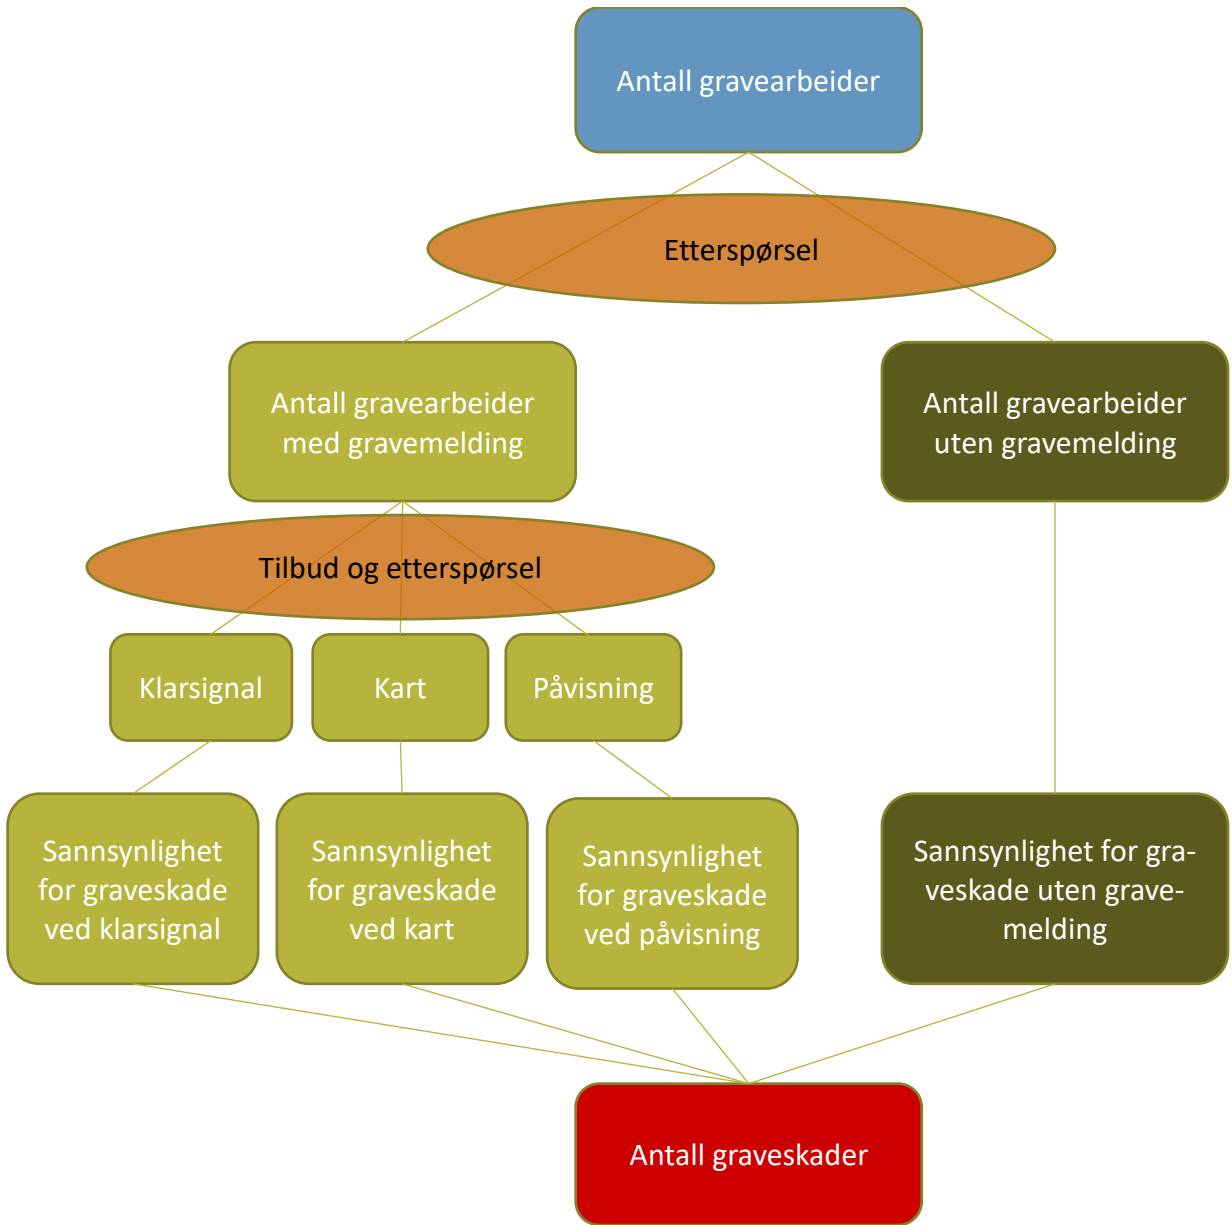 Antall gravearbeider
Etterspørsel
Antall gravearbeider
med gravemelding
Antall gravearbeider
uten gravemelding
Tilbud og etterspørsel
Klarsignal
Kart
Påvisning
Sannsynlighet
for graveskade
ved klarsignal
Sannsynlighet
for graveskade
ved kart
Sannsynlighet
for graveskade
ved påvisning
Sannsynlighet for gra-
veskade uten grave-
melding
Antall graveskader